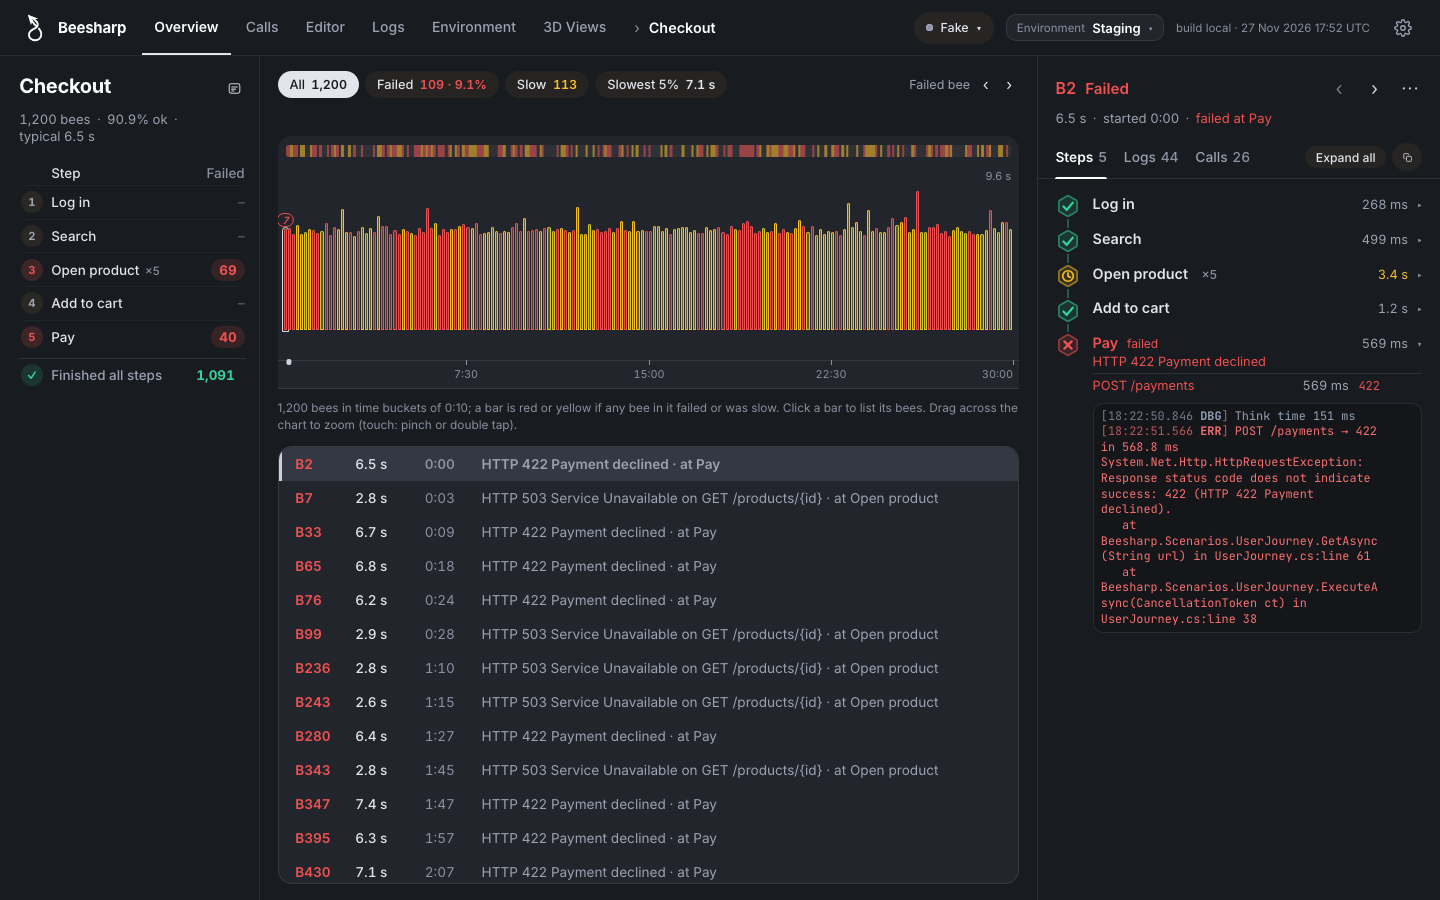 Beesharp Overview Calls Editor Logs Environment 3D Views › Checkout Fake Environment Staging build local · 27 Nov 2026 17:52 UTC
Checkout
1,200 bees · 90.9% ok ·
typical 6.5 s
Step Failed
1 Log in –
2 Search –
3 Open product ×5 69
4 Add to cart –
5 Pay 40
Finished all steps 1,091
All 1,200 Failed 109 · 9.1% Slow 113 Slowest 5% 7.1 s Failed bee ‹ ›
9.6 s
7
7:30 15:00 22:30 30:00
1,200 bees in time buckets of 0:10; a bar is red or yellow if any bee in it failed or was slow. Click a bar to list its bees. Drag across the
chart to zoom (touch: pinch or double tap).
B2 6.5 s 0:00 HTTP 422 Payment declined · at Pay
B7 2.8 s 0:03 HTTP 503 Service Unavailable on GET /products/{id} · at Open product
B33 6.7 s 0:09 HTTP 422 Payment declined · at Pay
B65 6.8 s 0:18 HTTP 422 Payment declined · at Pay
B76 6.2 s 0:24 HTTP 422 Payment declined · at Pay
B99 2.9 s 0:28 HTTP 503 Service Unavailable on GET /products/{id} · at Open product
B236 2.8 s 1:10 HTTP 503 Service Unavailable on GET /products/{id} · at Open product
B243 2.6 s 1:15 HTTP 503 Service Unavailable on GET /products/{id} · at Open product
B280 6.4 s 1:27 HTTP 422 Payment declined · at Pay
B343 2.8 s 1:45 HTTP 503 Service Unavailable on GET /products/{id} · at Open product
B347 7.4 s 1:47 HTTP 422 Payment declined · at Pay
B395 6.3 s 1:57 HTTP 422 Payment declined · at Pay
B430 7.1 s 2:07 HTTP 422 Payment declined · at Pay
B2 Failed ‹ › ···
6.5 s · started 0:00 · failed at Pay
Steps 5 Logs 44 Calls 26 Expand all
Log in 268 ms
Search 499 ms
Open product ×5 3.4 s
Add to cart 1.2 s
Pay failed 569 ms
HTTP 422 Payment declined
POST /payments 569 ms 422
[18:22:50.846 DBG] Think time 151 ms
[18:22:51.566 ERR] POST /payments → 422
in 568.8 ms
System.Net.Http.HttpRequestException:
Response status code does not indicate
success: 422 (HTTP 422 Payment
declined).
at
Beesharp.Scenarios.UserJourney.GetAsync
(String url) in UserJourney.cs:line 61
at
Beesharp.Scenarios.UserJourney.ExecuteA
sync(CancellationToken ct) in
UserJourney.cs:line 38